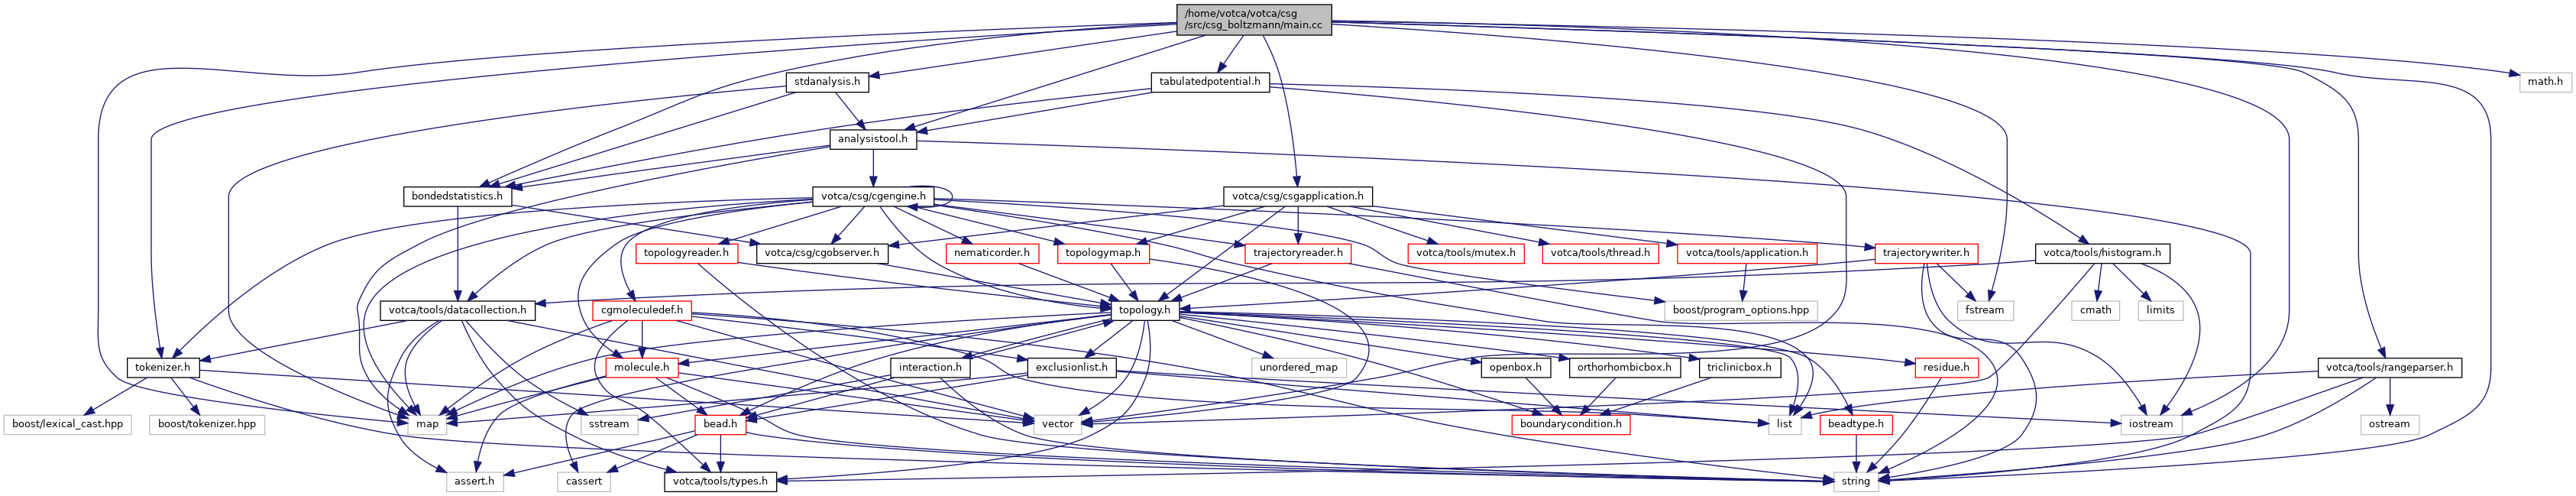 /home/votca/votca/csg
/src/csg_boltzmann/main.cc
stdanalysis.h
tabulatedpotential.h
math.h
analysistool.h
bondedstatistics.h
votca/csg/cgengine.h
votca/csg/csgapplication.h
topologyreader.h
votca/csg/cgobserver.h
nematicorder.h
topologymap.h
trajectoryreader.h
votca/tools/mutex.h
votca/tools/thread.h
votca/tools/application.h
trajectorywriter.h
votca/tools/histogram.h
votca/tools/datacollection.h
cgmoleculedef.h
topology.h
boost/program_options.hpp
fstream
cmath
limits
tokenizer.h
molecule.h
interaction.h
exclusionlist.h
unordered_map
openbox.h
orthorhombicbox.h
triclinicbox.h
residue.h
votca/tools/rangeparser.h
boost/lexical_cast.hpp
boost/tokenizer.hpp
map
sstream
bead.h
vector
boundarycondition.h
list
beadtype.h
iostream
ostream
assert.h
cassert
votca/tools/types.h
string